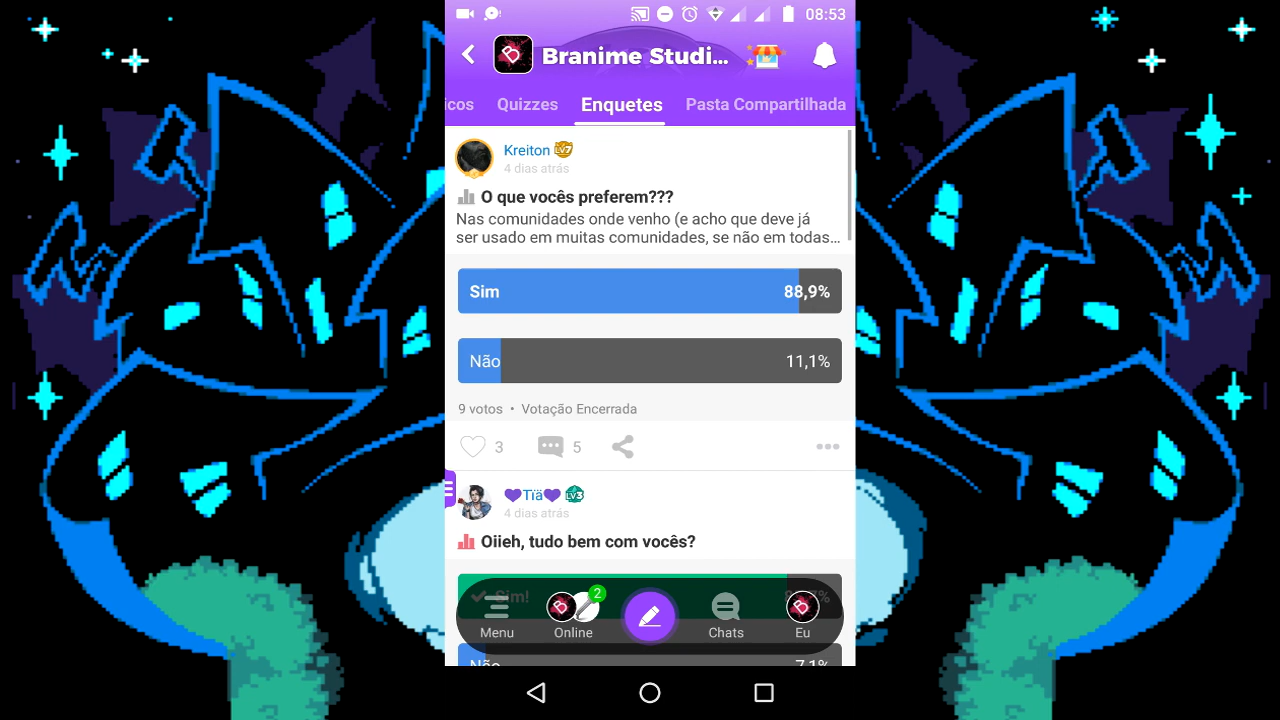 08:53
Branime Studi...
icos Quizzes Enquetes Pasta Compartilhada
Kreiton LV7
4 dias atrás
O que vocês preferem???
Nas comunidades onde venho (e acho que deve já
ser usado em muitas comunidades, se não em todas...
Sim 88,9%
Não 11,1%
9 votos • Votação Encerrada
3 5
💜Tïä💜 LV3
4 dias atrás
Oiieh, tudo bem com vocês?
Sim!
2
Menu Online Chats Eu
Não 7,1%